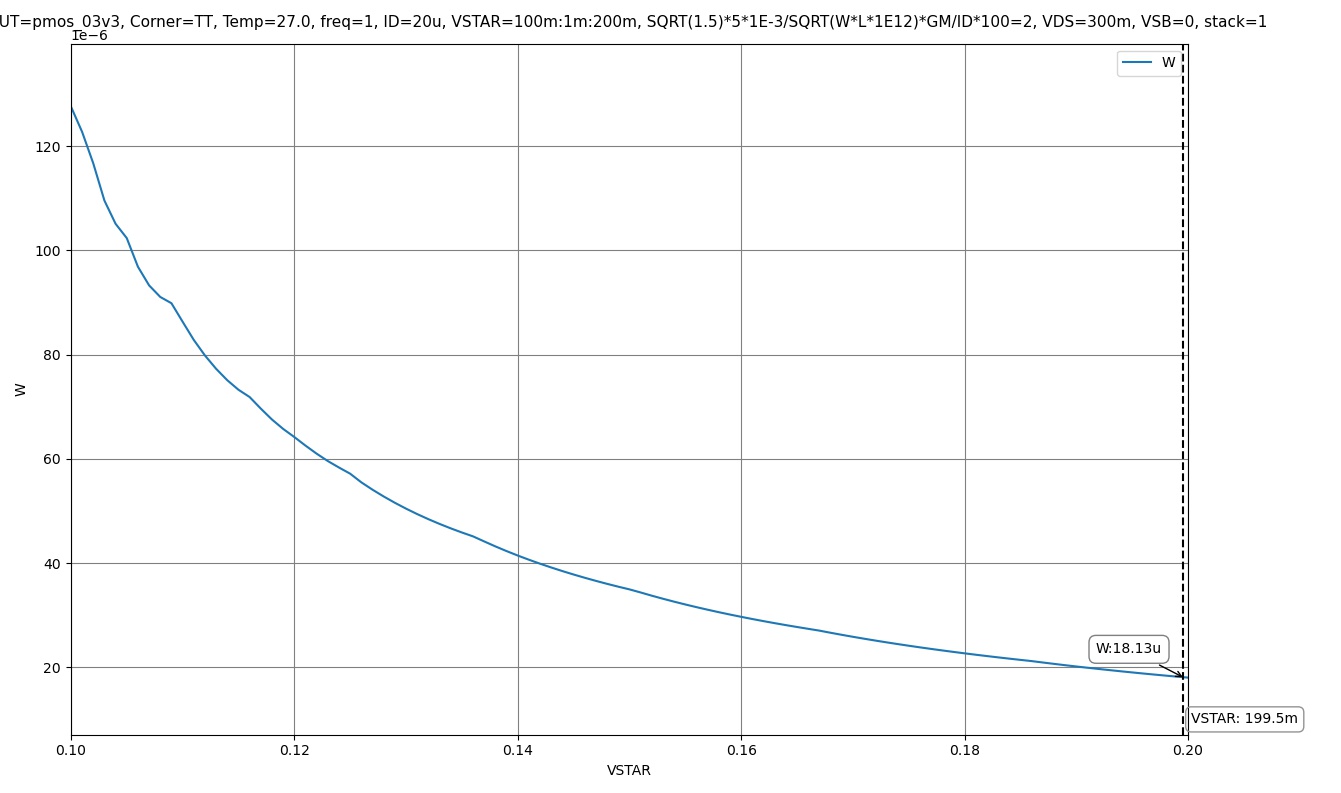 UT=pmos_03v3, Corner=TT, Temp=27.0, freq=1, ID=20u, VSTAR=100m:1m:200m, SQRT(1.5)*5*1E-3/SQRT(W*L*1E12)*GM/ID*100=2, VDS=300m, VSB=0, stack=1
1e−6
W
120
100
80
60
40
20
W
W:18.13u
VSTAR: 199.5m
0.10
0.12
0.14
0.16
0.18
0.20
VSTAR